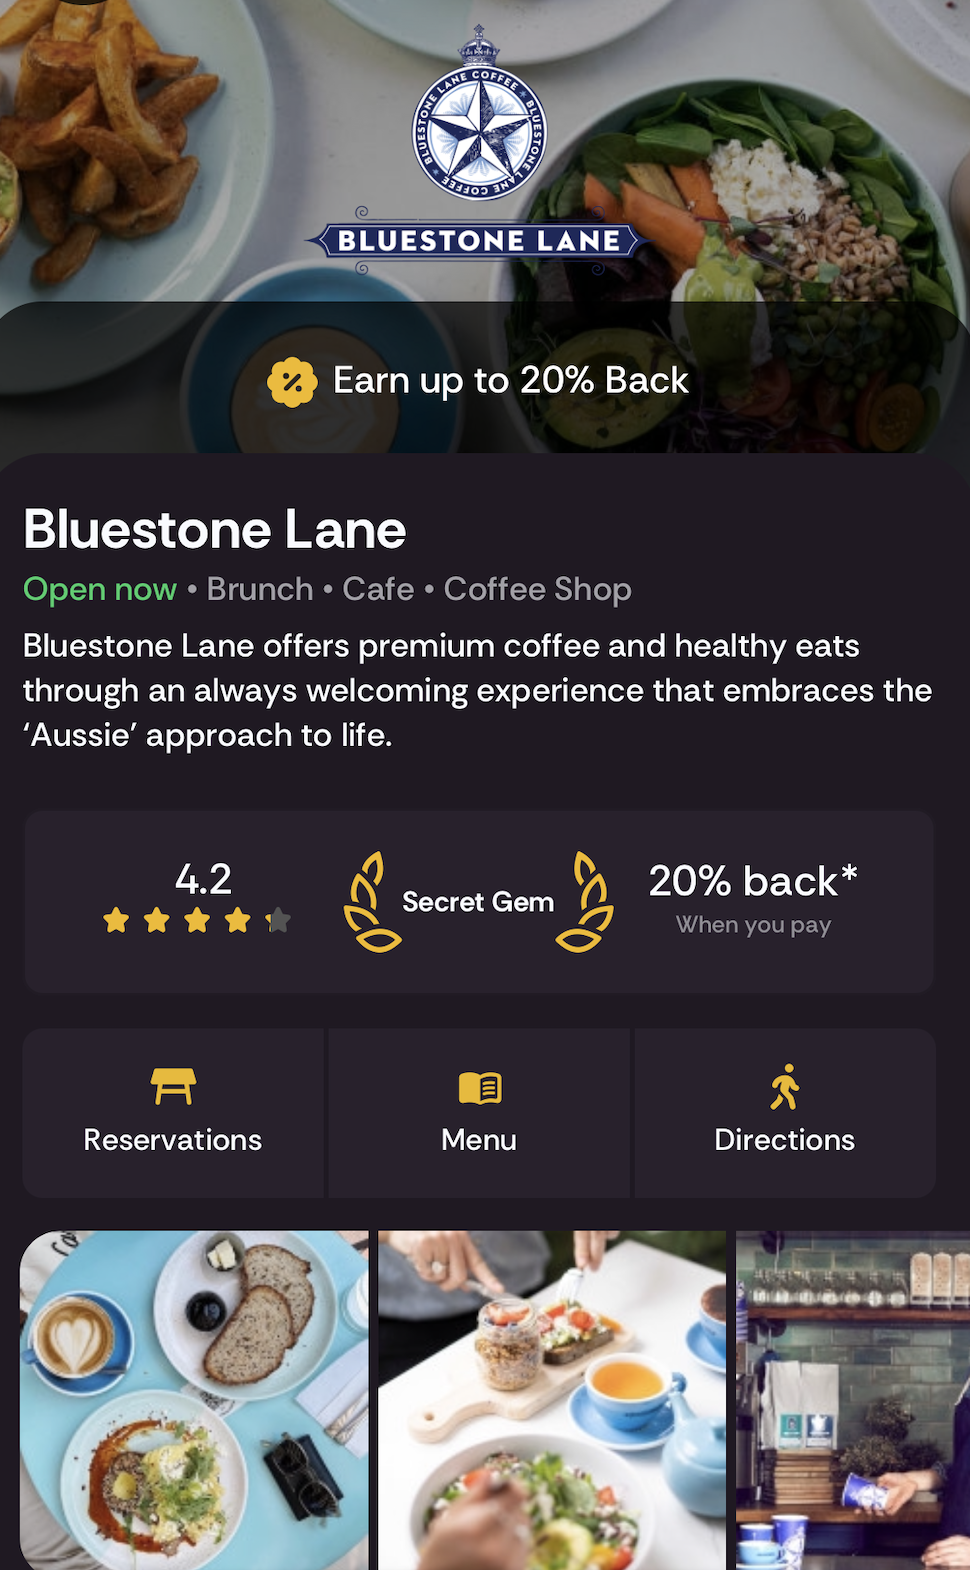 BLUESTONE LANE COFFEE * BLUESTONE LANE COFFEE *
BLUESTONE LANE
Earn up to 20% Back
Bluestone Lane
Open now • Brunch • Cafe • Coffee Shop
Bluestone Lane offers premium coffee and healthy eats
through an always welcoming experience that embraces the
‘Aussie’ approach to life.
4.2
Secret Gem
20% back*
When you pay
Reservations
Menu
Directions